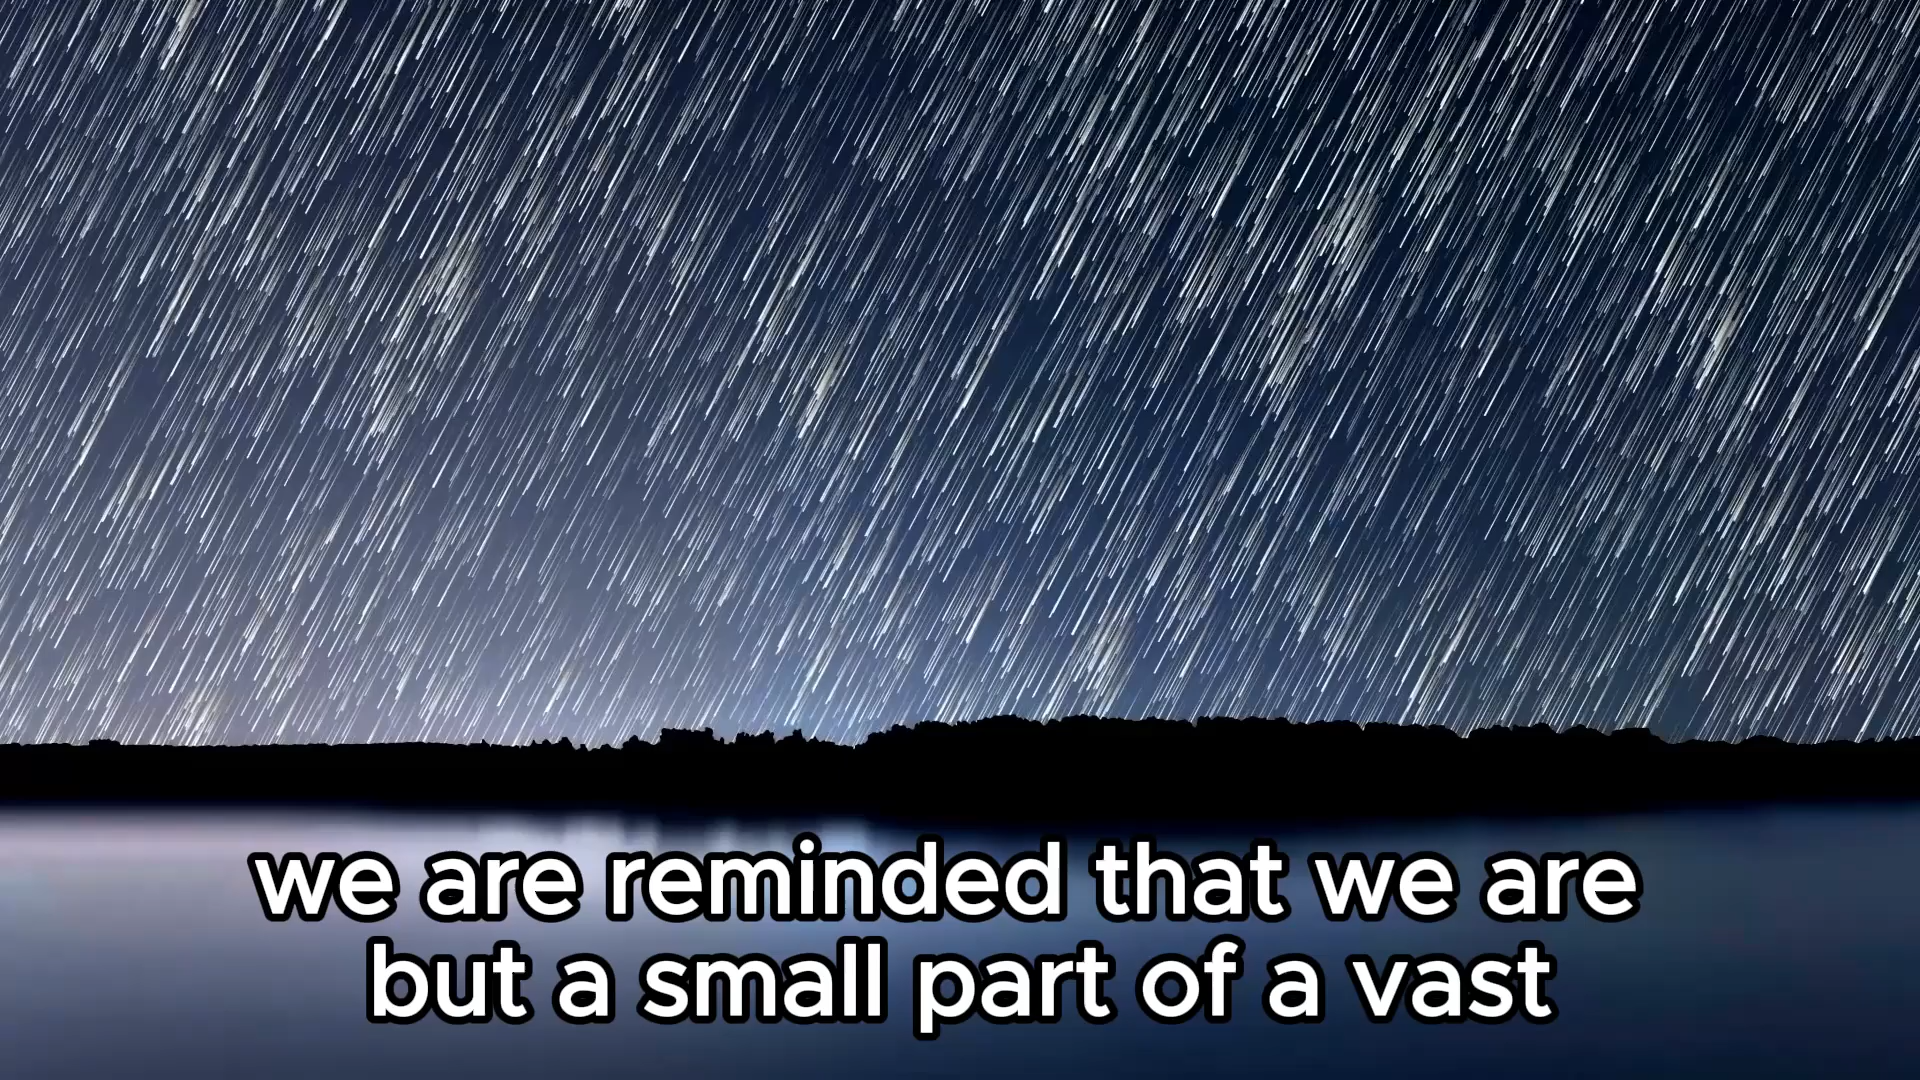 we are reminded that we are
but a small part of a vast